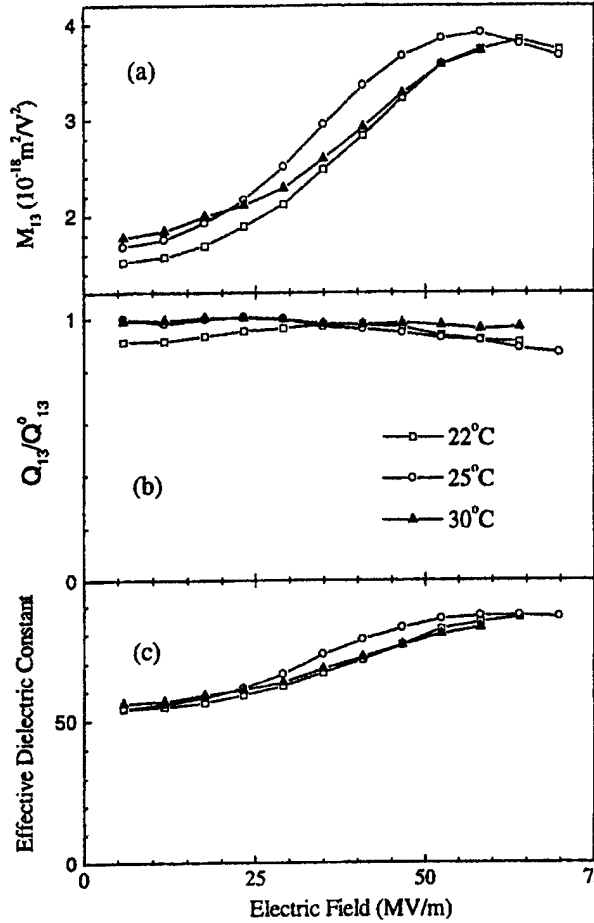 4
(a)
3
2
M₁₃ (10⁻¹⁸m²/V²)
1
Q₁₃/Q°₁₃
22°C
25°C
30°C
(b)
0
(c)
50
Effective Dielectric Constant
0
0
25
50
7
Electric Field (MV/m)